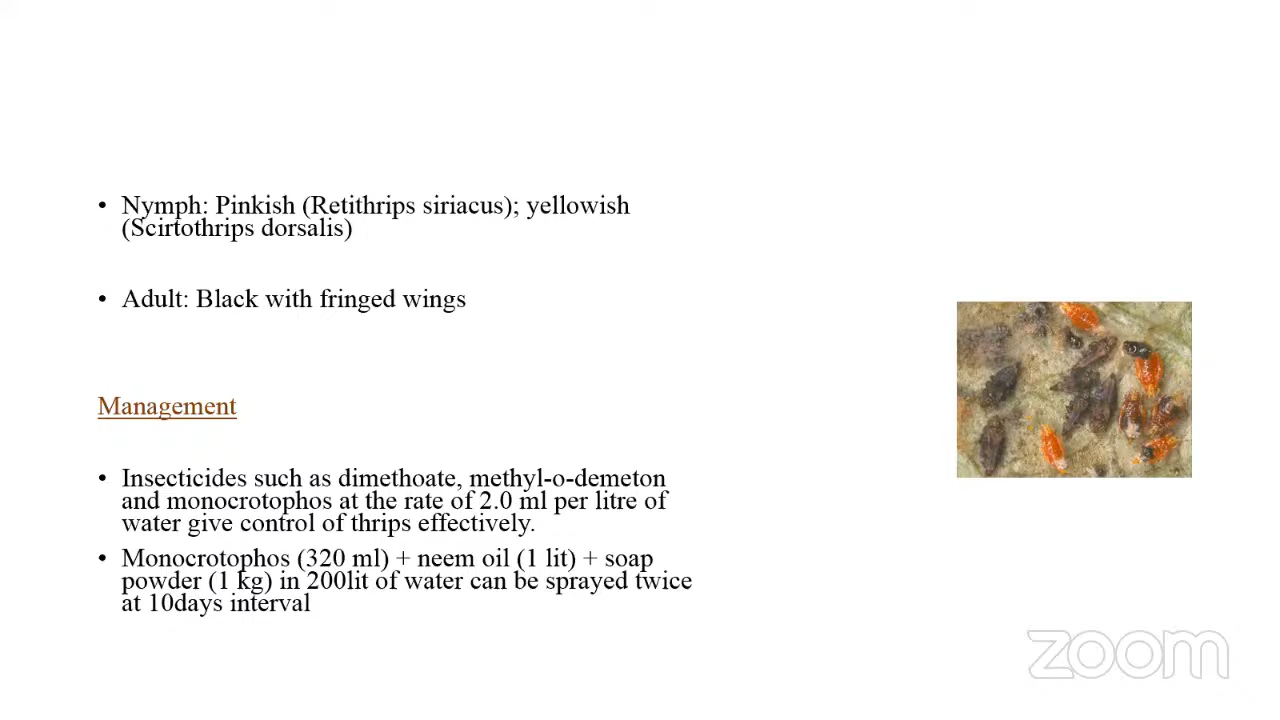 • Nymph: Pinkish (Retithrips siriacus); yellowish
(Scirtothrips dorsalis)
• Adult: Black with fringed wings
Management
• Insecticides such as dimethoate, methyl-o-demeton
and monocrotophos at the rate of 2.0 ml per litre of
water give control of thrips effectively.
• Monocrotophos (320 ml) + neem oil (1 lit) + soap
powder (1 kg) in 200lit of water can be sprayed twice
at 10days interval
zoom